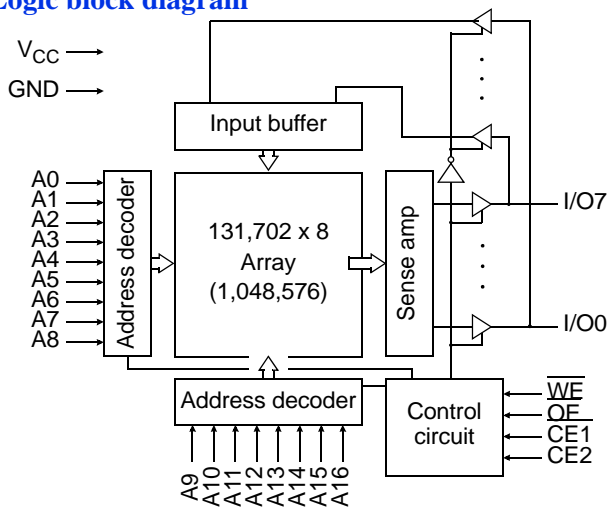 Logic block diagram
VCC
GND
Input buffer
A0
A1
A2
A3
A4
A5
A6
A7
A8
Address decoder
131,702 x 8
Array
(1,048,576)
Sense amp
I/O7
I/O0
Address decoder
A9
A10
A11
A12
A13
A14
A15
A16
Control
circuit
WE
OE
CE1
CE2